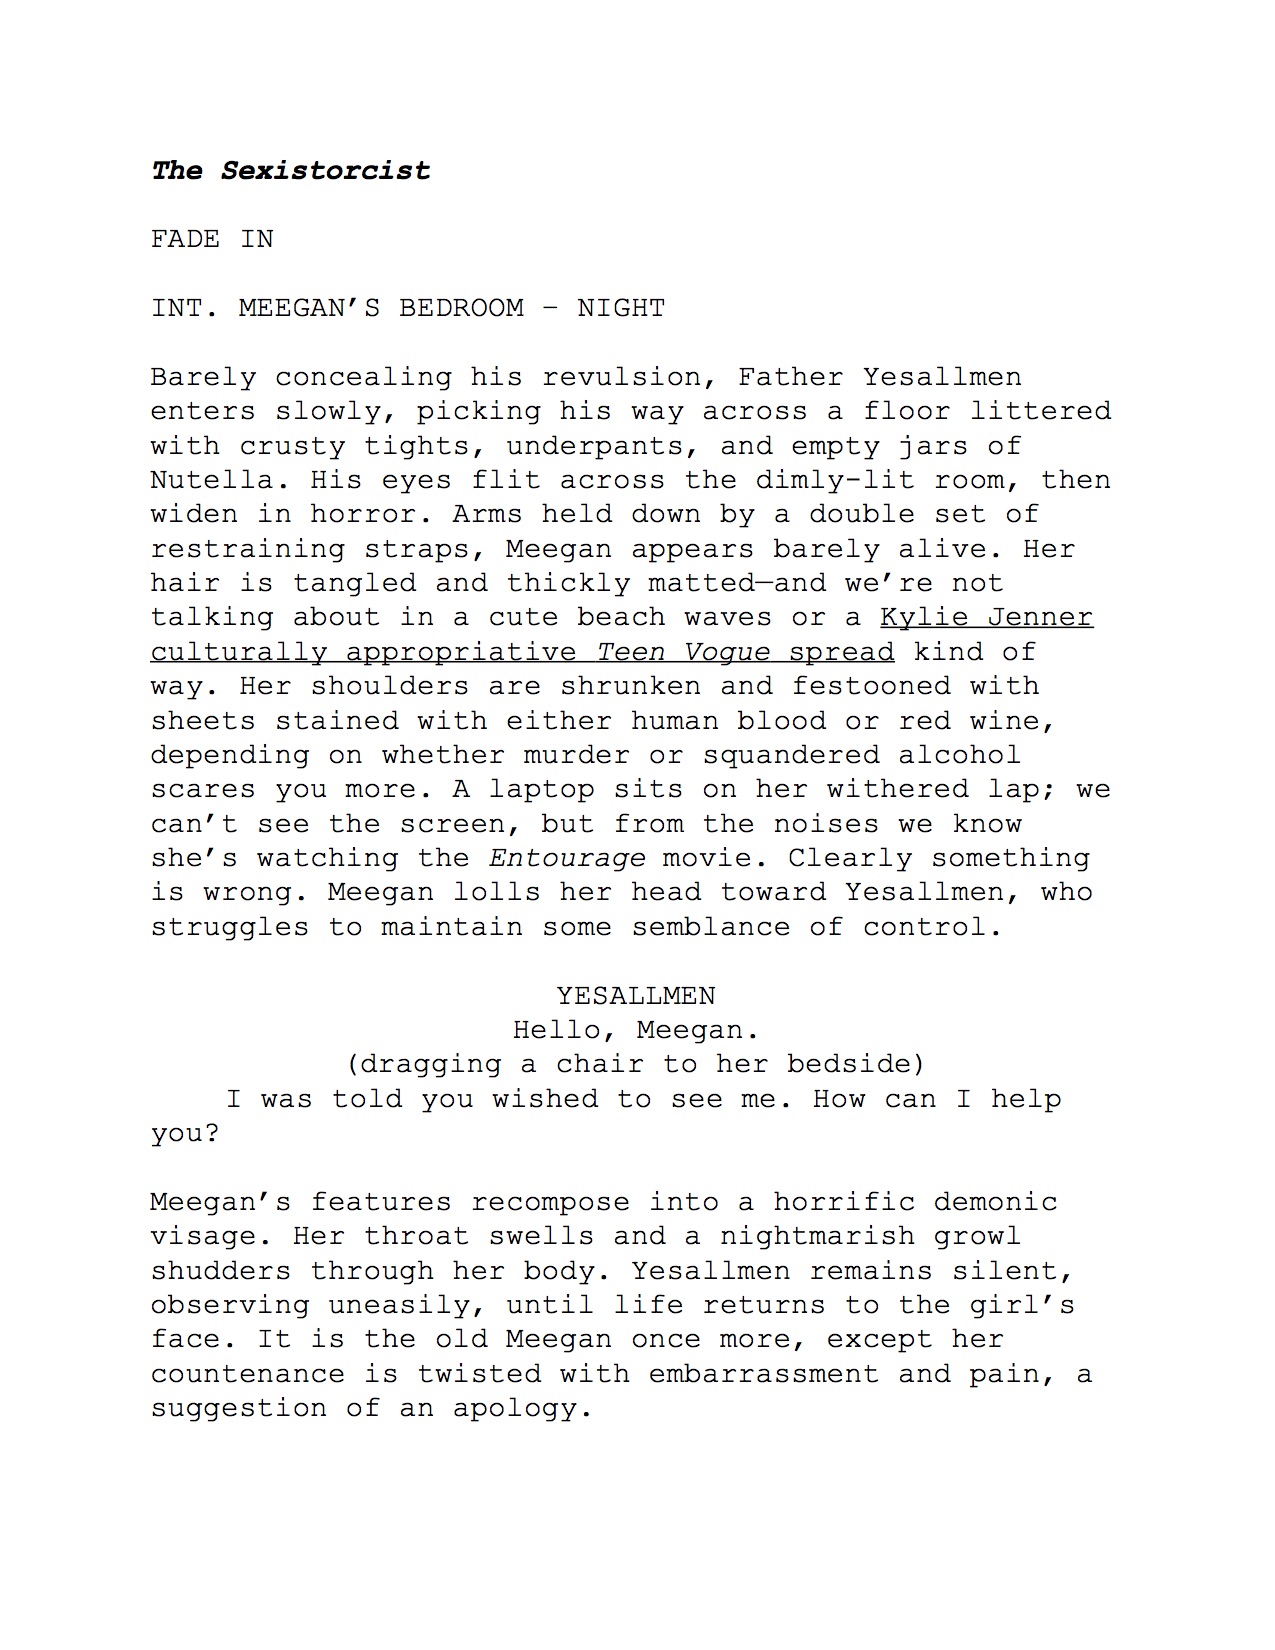 The Sexistorcist
FADE IN
INT. MEEGAN’S BEDROOM – NIGHT
Barely concealing his revulsion, Father Yesallmen
enters slowly, picking his way across a floor littered
with crusty tights, underpants, and empty jars of
Nutella. His eyes flit across the dimly-lit room, then
widen in horror. Arms held down by a double set of
restraining straps, Meegan appears barely alive. Her
hair is tangled and thickly matted—and we’re not
talking about in a cute beach waves or a Kylie Jenner
culturally appropriative Teen Vogue spread kind of
way. Her shoulders are shrunken and festooned with
sheets stained with either human blood or red wine,
depending on whether murder or squandered alcohol
scares you more. A laptop sits on her withered lap; we
can’t see the screen, but from the noises we know
she’s watching the Entourage movie. Clearly something
is wrong. Meegan lolls her head toward Yesallmen, who
struggles to maintain some semblance of control.
YESALLMEN
Hello, Meegan.
(dragging a chair to her bedside)
I was told you wished to see me. How can I help
you?
Meegan’s features recompose into a horrific demonic
visage. Her throat swells and a nightmarish growl
shudders through her body. Yesallmen remains silent,
observing uneasily, until life returns to the girl’s
face. It is the old Meegan once more, except her
countenance is twisted with embarrassment and pain, a
suggestion of an apology.